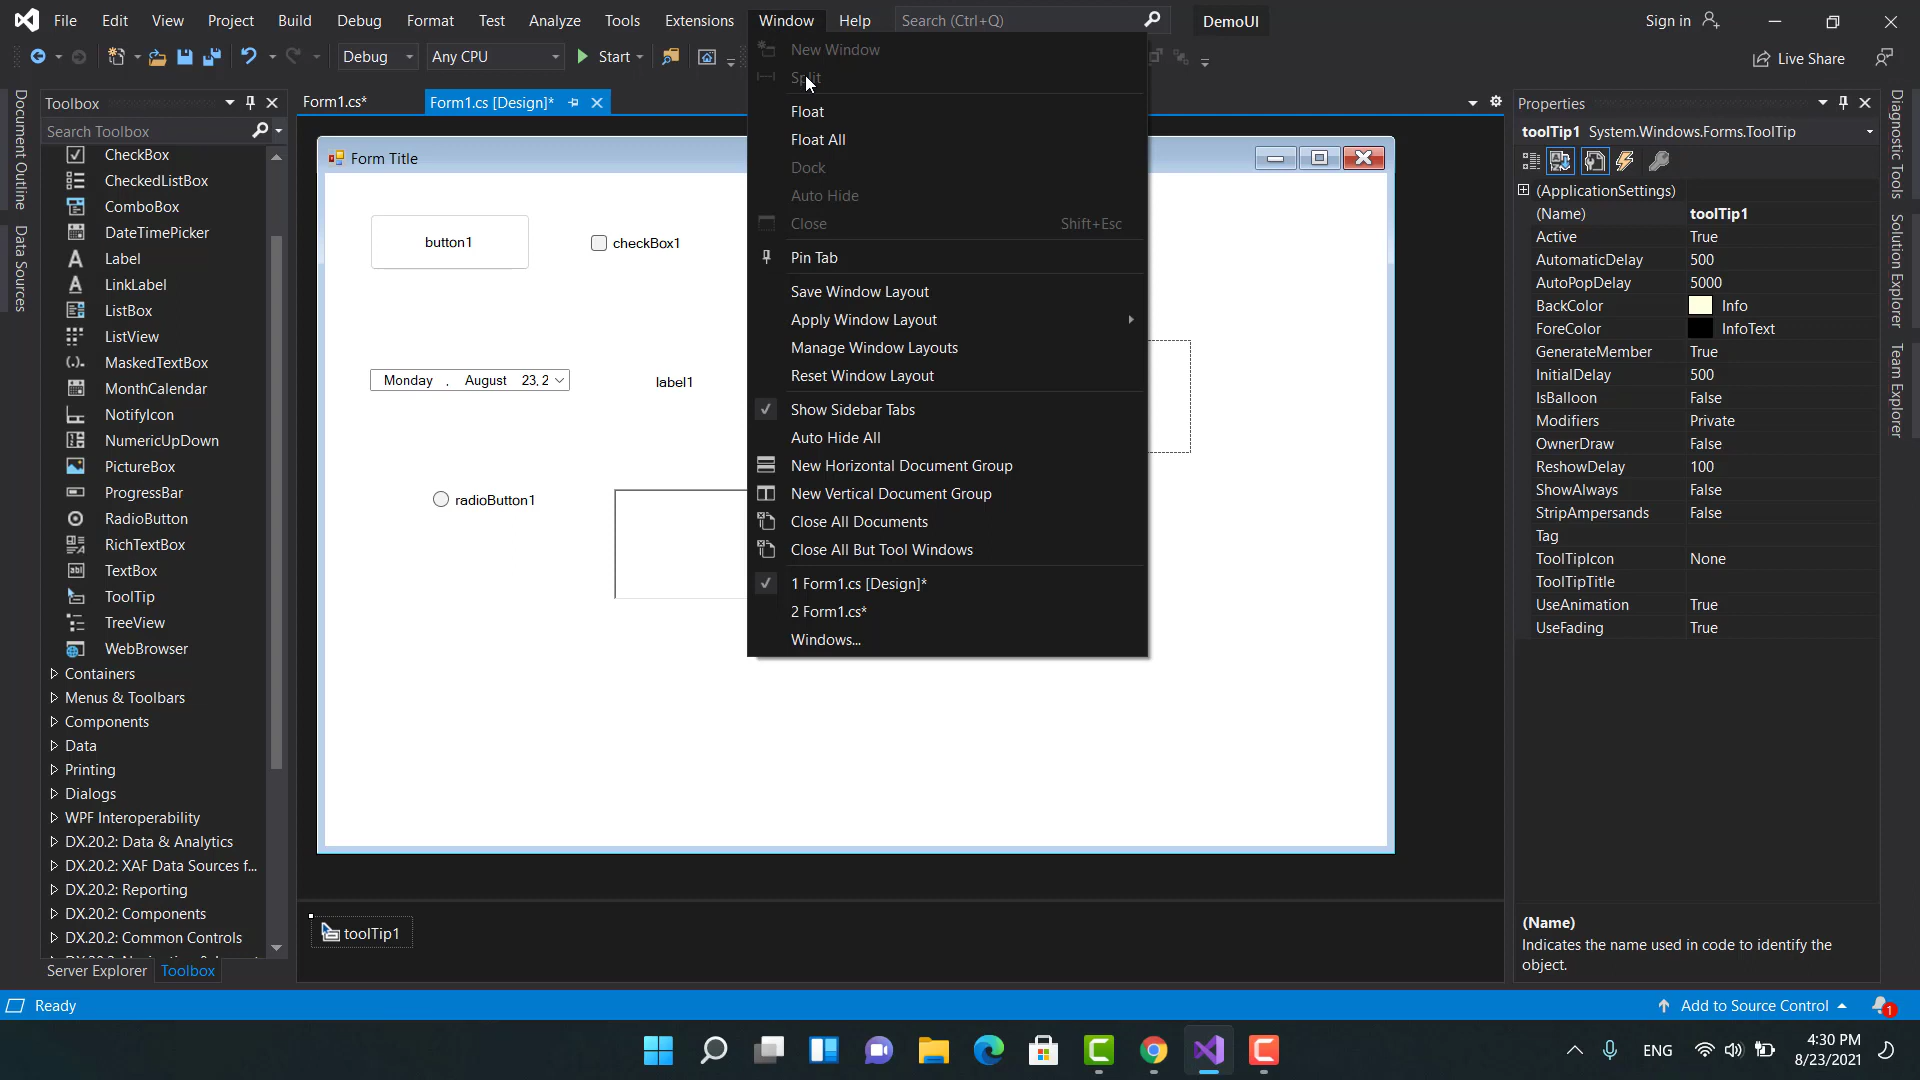 File Edit View Project Build Debug Format Test Analyze Tools Extensions Window Help Search (Ctrl+Q) DemoUI Sign in
Debug Any CPU Start Live Share
Document Outline
Data Sources
Toolbox
Search Toolbox
CheckBox
CheckedListBox
ComboBox
DateTimePicker
Label
LinkLabel
ListBox
ListView
MaskedTextBox
MonthCalendar
NotifyIcon
NumericUpDown
PictureBox
ProgressBar
RadioButton
RichTextBox
TextBox
ToolTip
TreeView
WebBrowser
Containers
Menus & Toolbars
Components
Data
Printing
Dialogs
WPF Interoperability
DX.20.2: Data & Analytics
DX.20.2: XAF Data Sources f...
DX.20.2: Reporting
DX.20.2: Components
DX.20.2: Common Controls
Server Explorer Toolbox
Form1.cs* Form1.cs [Design]*
Form Title
button1 checkBox1
Monday , August 23, 2 label1
radioButton1
toolTip1
New Window
Split
Float
Float All
Dock
Auto Hide
Close Shift+Esc
Pin Tab
Save Window Layout
Apply Window Layout
Manage Window Layouts
Reset Window Layout
Show Sidebar Tabs
Auto Hide All
New Horizontal Document Group
New Vertical Document Group
Close All Documents
Close All But Tool Windows
1 Form1.cs [Design]*
2 Form1.cs*
Windows...
Properties
toolTip1 System.Windows.Forms.ToolTip
(ApplicationSettings)
(Name) toolTip1
Active True
AutomaticDelay 500
AutoPopDelay 5000
BackColor Info
ForeColor InfoText
GenerateMember True
InitialDelay 500
IsBalloon False
Modifiers Private
OwnerDraw False
ReshowDelay 100
ShowAlways False
StripAmpersands False
Tag
ToolTipIcon None
ToolTipTitle
UseAnimation True
UseFading True
(Name)
Indicates the name used in code to identify the
object.
Diagnostic Tools
Solution Explorer
Team Explorer
Ready Add to Source Control 1
ENG 4:30 PM
8/23/2021